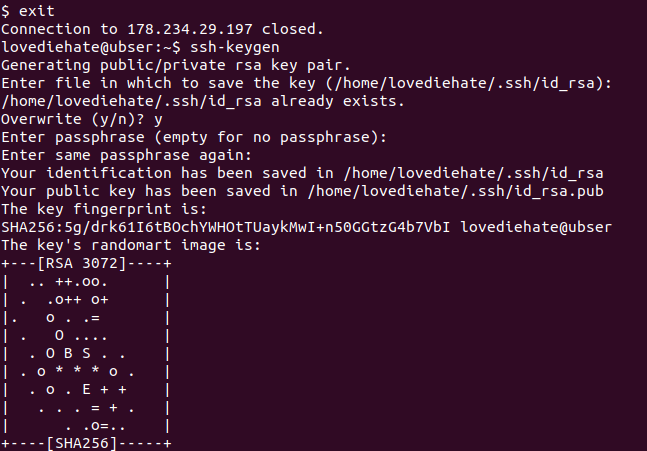 $ exit
Connection to 178.234.29.197 closed.
lovediehate@ubser:~$ ssh-keygen
Generating public/private rsa key pair.
Enter file in which to save the key (/home/lovediehate/.ssh/id_rsa):
/home/lovediehate/.ssh/id_rsa already exists.
Overwrite (y/n)? y
Enter passphrase (empty for no passphrase):
Enter same passphrase again:
Your identification has been saved in /home/lovediehate/.ssh/id_rsa
Your public key has been saved in /home/lovediehate/.ssh/id_rsa.pub
The key fingerprint is:
SHA256:5g/drk61I6tBOchYWHOtTUaykMwI+n50GGtzG4b7VbI lovediehate@ubser
The key's randomart image is:
+---[RSA 3072]----+
|  .. ++.oo.      |
| .  .o++ o+      |
|.   o . .=       |
| .   O ....      |
|  . O B S . .    |
| . o * * * o .   |
|  . o . E + +    |
|   . . . = + .   |
|      . .o=..    |
+----[SHA256]-----+